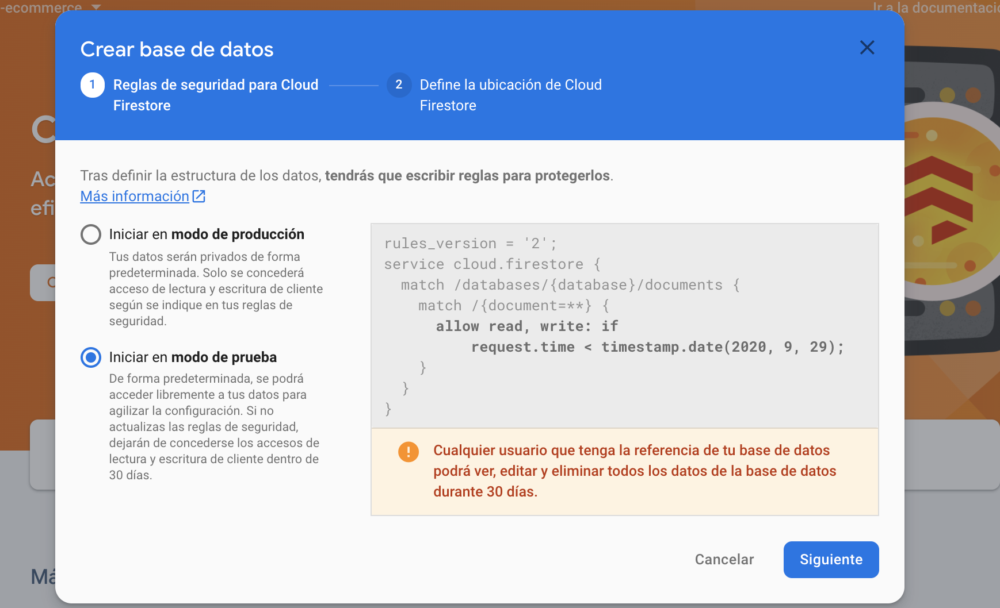 -ecommerce
Ir a la
Crear base de datos
1
Reglas de seguridad para Cloud
Firestore
2
Define la ubicación de Cloud
Firestore
Tras definir la estructura de los datos, tendrás que escribir reglas para protegerlos.
Más información
Iniciar en modo de producción
Tus datos serán privados de forma
predeterminada. Solo se concederá
acceso de lectura y escritura de cliente
según se indique en tus reglas de
seguridad.
Iniciar en modo de prueba
De forma predeterminada, se podrá
acceder libremente a tus datos para
agilizar la configuración. Si no
actualizas las reglas de seguridad,
dejarán de concederse los accesos de
lectura y escritura de cliente dentro de
30 días.
rules_version = '2';
service cloud.firestore {
  match /databases/{database}/documents {
    match /{document=**} {
      allow read, write: if
          request.time < timestamp.date(2020, 9, 29);
    }
  }
}
Cualquier usuario que tenga la referencia de tu base de datos
podrá ver, editar y eliminar todos los datos de la base de datos
durante 30 días.
Cancelar
Siguiente